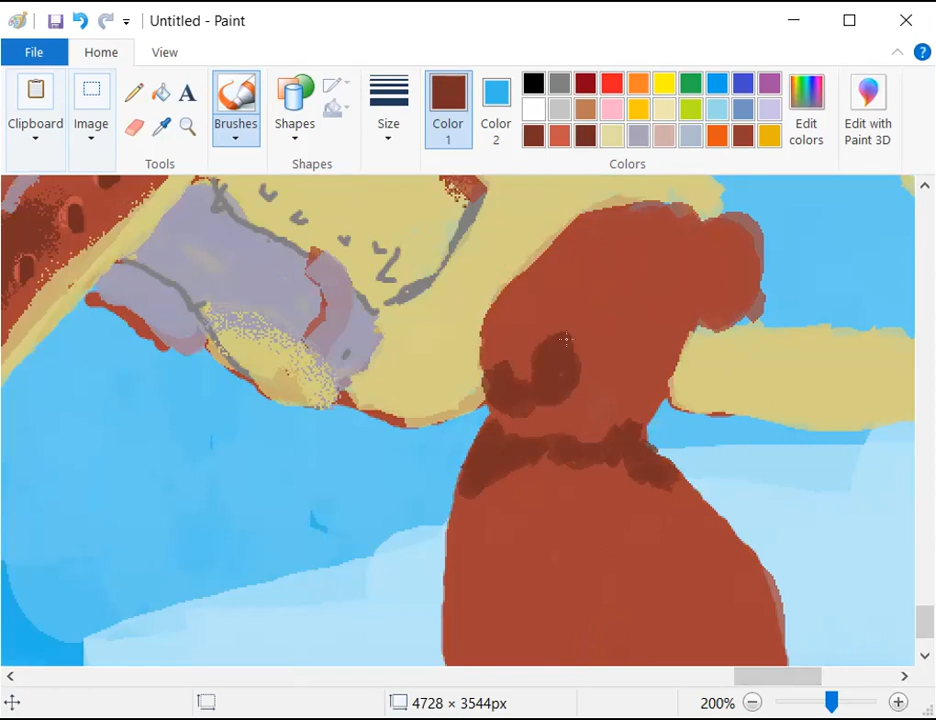 Untitled - Paint
File
Home
View
Clipboard
Image
Tools
Brushes
Shapes
Shapes
Size
Color
1
Color
2
Colors
Edit
colors
Edit with
Paint 3D
4728 × 3544px
200%